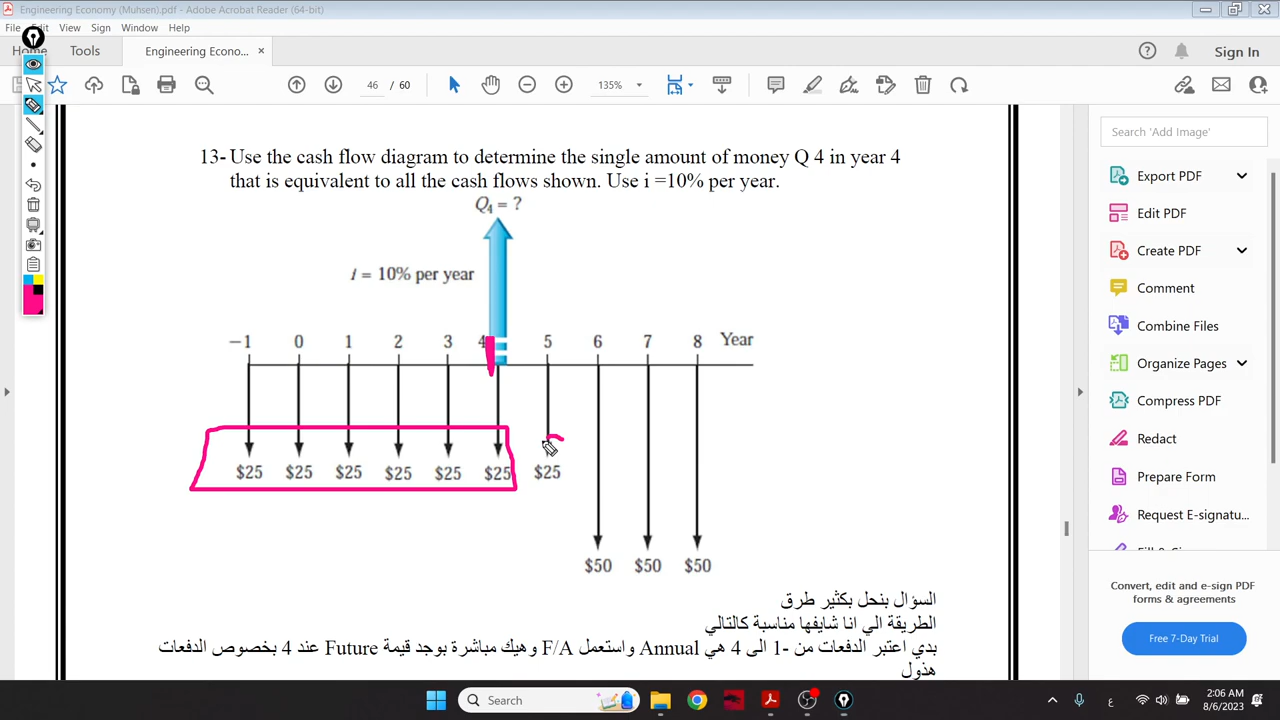 Engineering Economy (Muhsen).pdf - Adobe Acrobat Reader (64-bit)
File Edit View Sign Window Help
Home Tools Engineering Econo... × Sign In
46 / 60 135%
13- Use the cash flow diagram to determine the single amount of money Q 4 in year 4
that is equivalent to all the cash flows shown. Use i =10% per year.
Q4 = ?
i = 10% per year
−1 0 1 2 3 4 5 6 7 8 Year
$25 $25 $25 $25 $25 $25 $25
$50 $50 $50
السؤال بنحل بكثير طرق
الطريقة الي انا شايفها مناسبة كالتالي
بدي اعتبر الدفعات من -1 الى 4 هي Annual واستعمل F/A وهيك مباشرة بوجد قيمة Future عند 4 بخصوص الدفعات
هذول
Search 'Add Image'
Export PDF
Edit PDF
Create PDF
Comment
Combine Files
Organize Pages
Compress PDF
Redact
Prepare Form
Request E-signatu...
Convert, edit and e-sign PDF
forms & agreements
Free 7-Day Trial
Search
ع
2:06 AM
8/6/2023